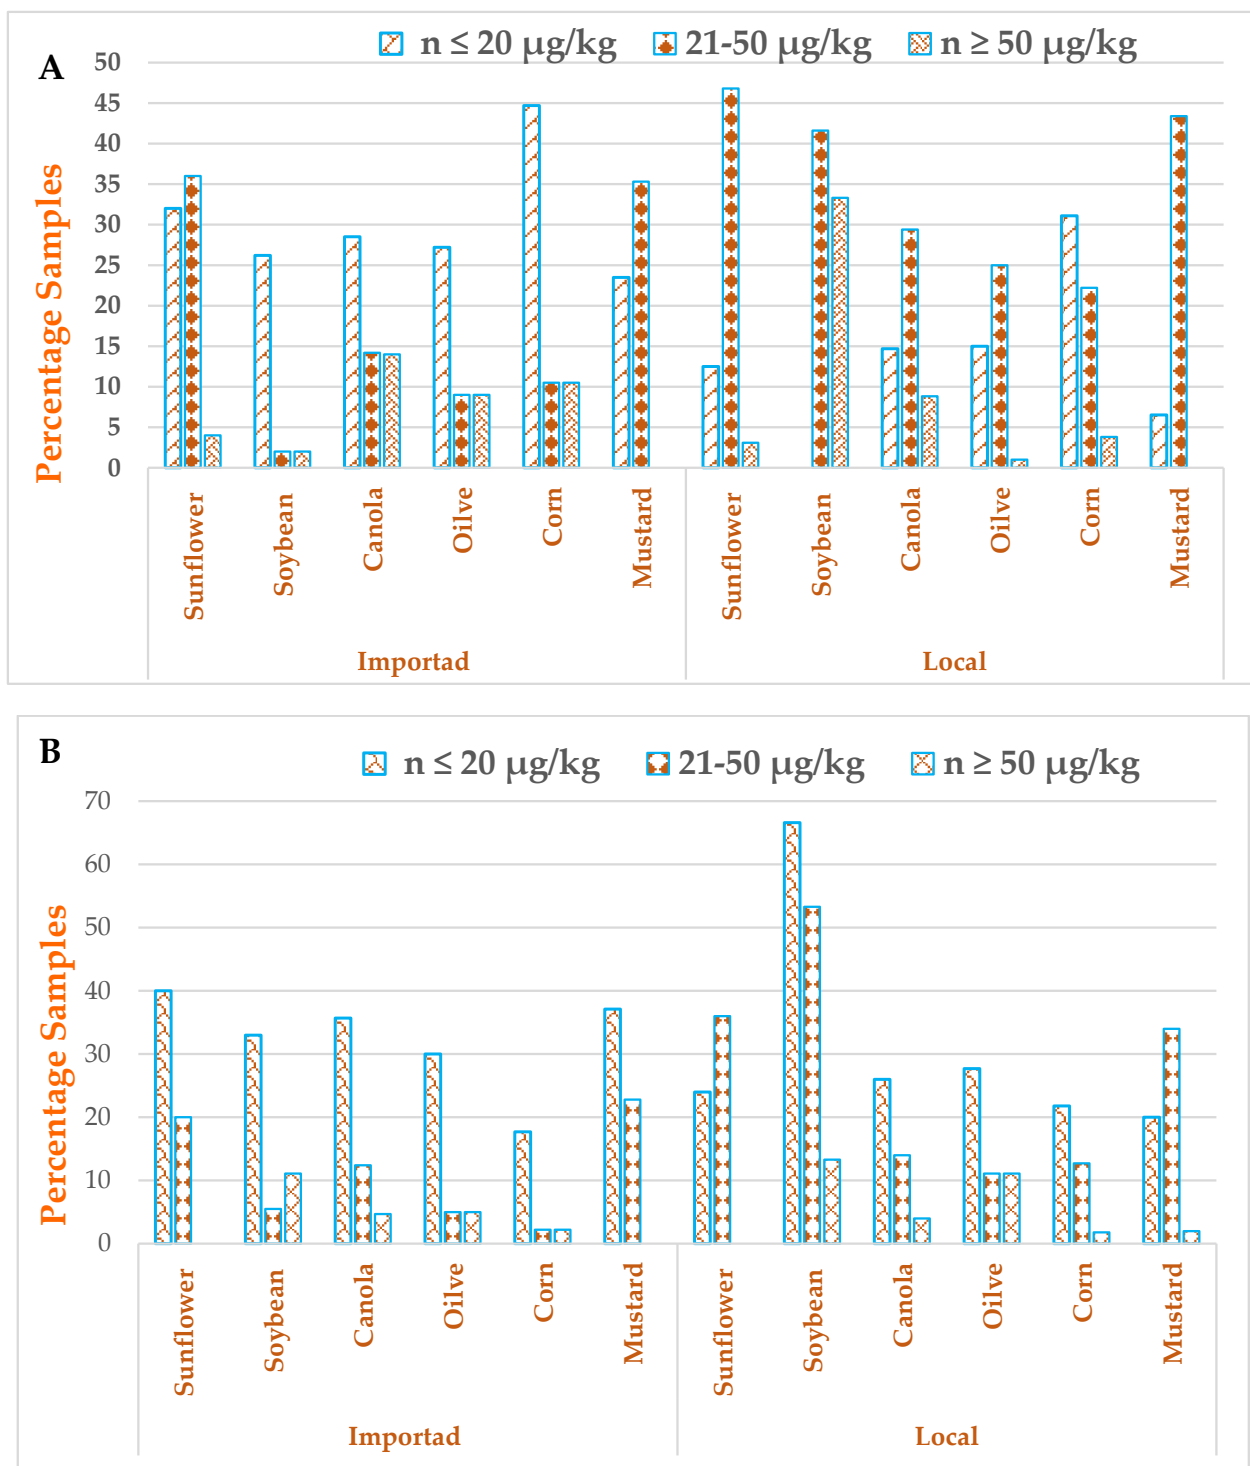 A
n ≤ 20 µg/kg 21-50 µg/kg n ≥ 50 µg/kg
Percentage Samples
50
45
40
35
30
25
20
15
10
5
0
Sunflower Soybean Canola Oilve Corn Mustard Sunflower Soybean Canola Oilve Corn Mustard
Importad Local
B
n ≤ 20 µg/kg 21-50 µg/kg n ≥ 50 µg/kg
Percentage Samples
70
60
50
40
30
20
10
0
Sunflower Soybean Canola Oilve Corn Mustard Sunflower Soybean Canola Oilve Corn Mustard
Importad Local